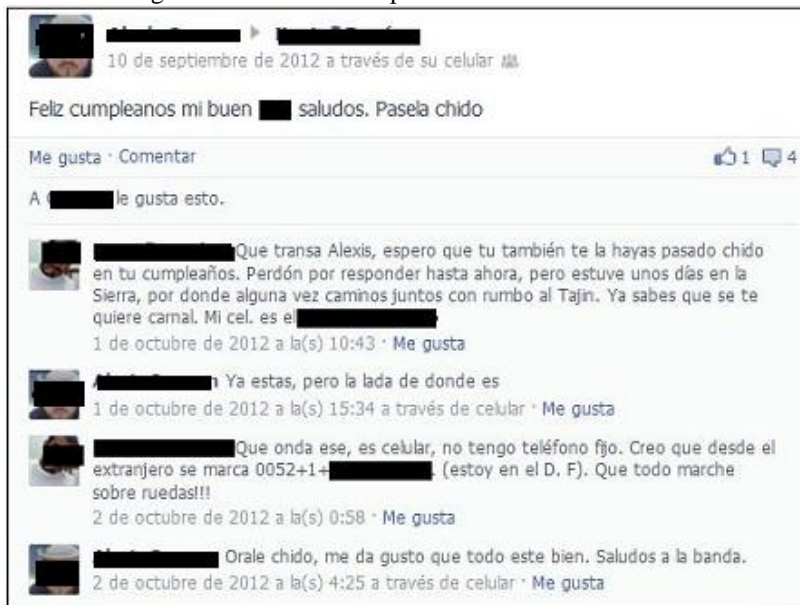 10 de septiembre de 2012 a través de su celular
Feliz cumpleanos mi buen saludos. Pasela chido
Me gusta · Comentar 1 4
A le gusta esto.
Que transa Alexis, espero que tu también te la hayas pasado chido
en tu cumpleaños. Perdón por responder hasta ahora, pero estuve unos días en la
Sierra, por donde alguna vez caminos juntos con rumbo al Tajin. Ya sabes que se te
quiere carnal. Mi cel. es el
1 de octubre de 2012 a la(s) 10:43 · Me gusta
Ya estas, pero la lada de donde es
1 de octubre de 2012 a la(s) 15:34 a través de celular · Me gusta
Que onda ese, es celular, no tengo teléfono fijo. Creo que desde el
extranjero se marca 0052+1+ (estoy en el D. F). Que todo marche
sobre ruedas!!!
2 de octubre de 2012 a la(s) 0:58 · Me gusta
Orale chido, me da gusto que todo este bien. Saludos a la banda.
2 de octubre de 2012 a la(s) 4:25 a través de celular · Me gusta